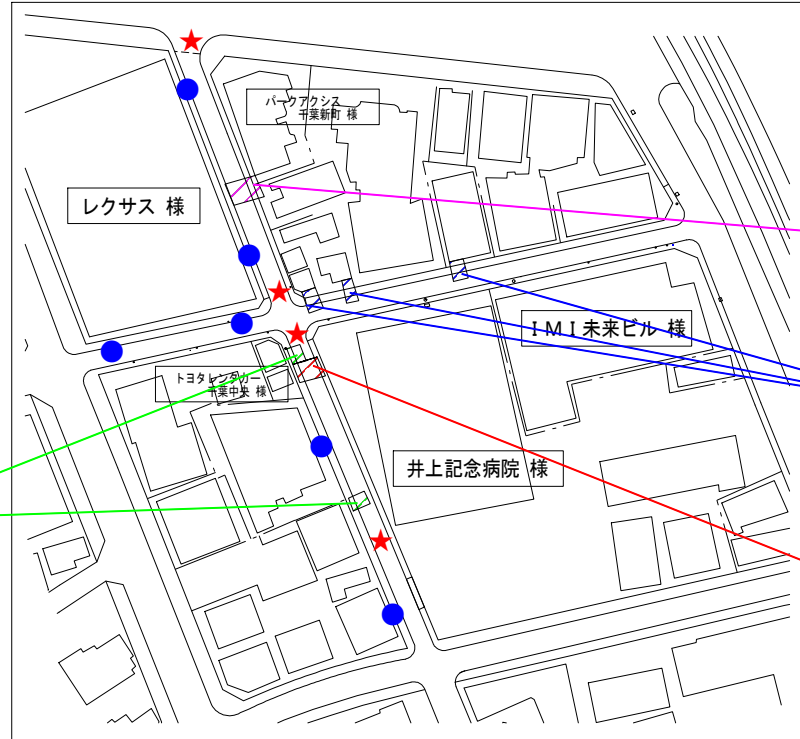 パークアクシス
千葉新町 様
レクサス 様
IMI未来ビル 様
トヨタレンタカー
千葉中央 様
井上記念病院 様